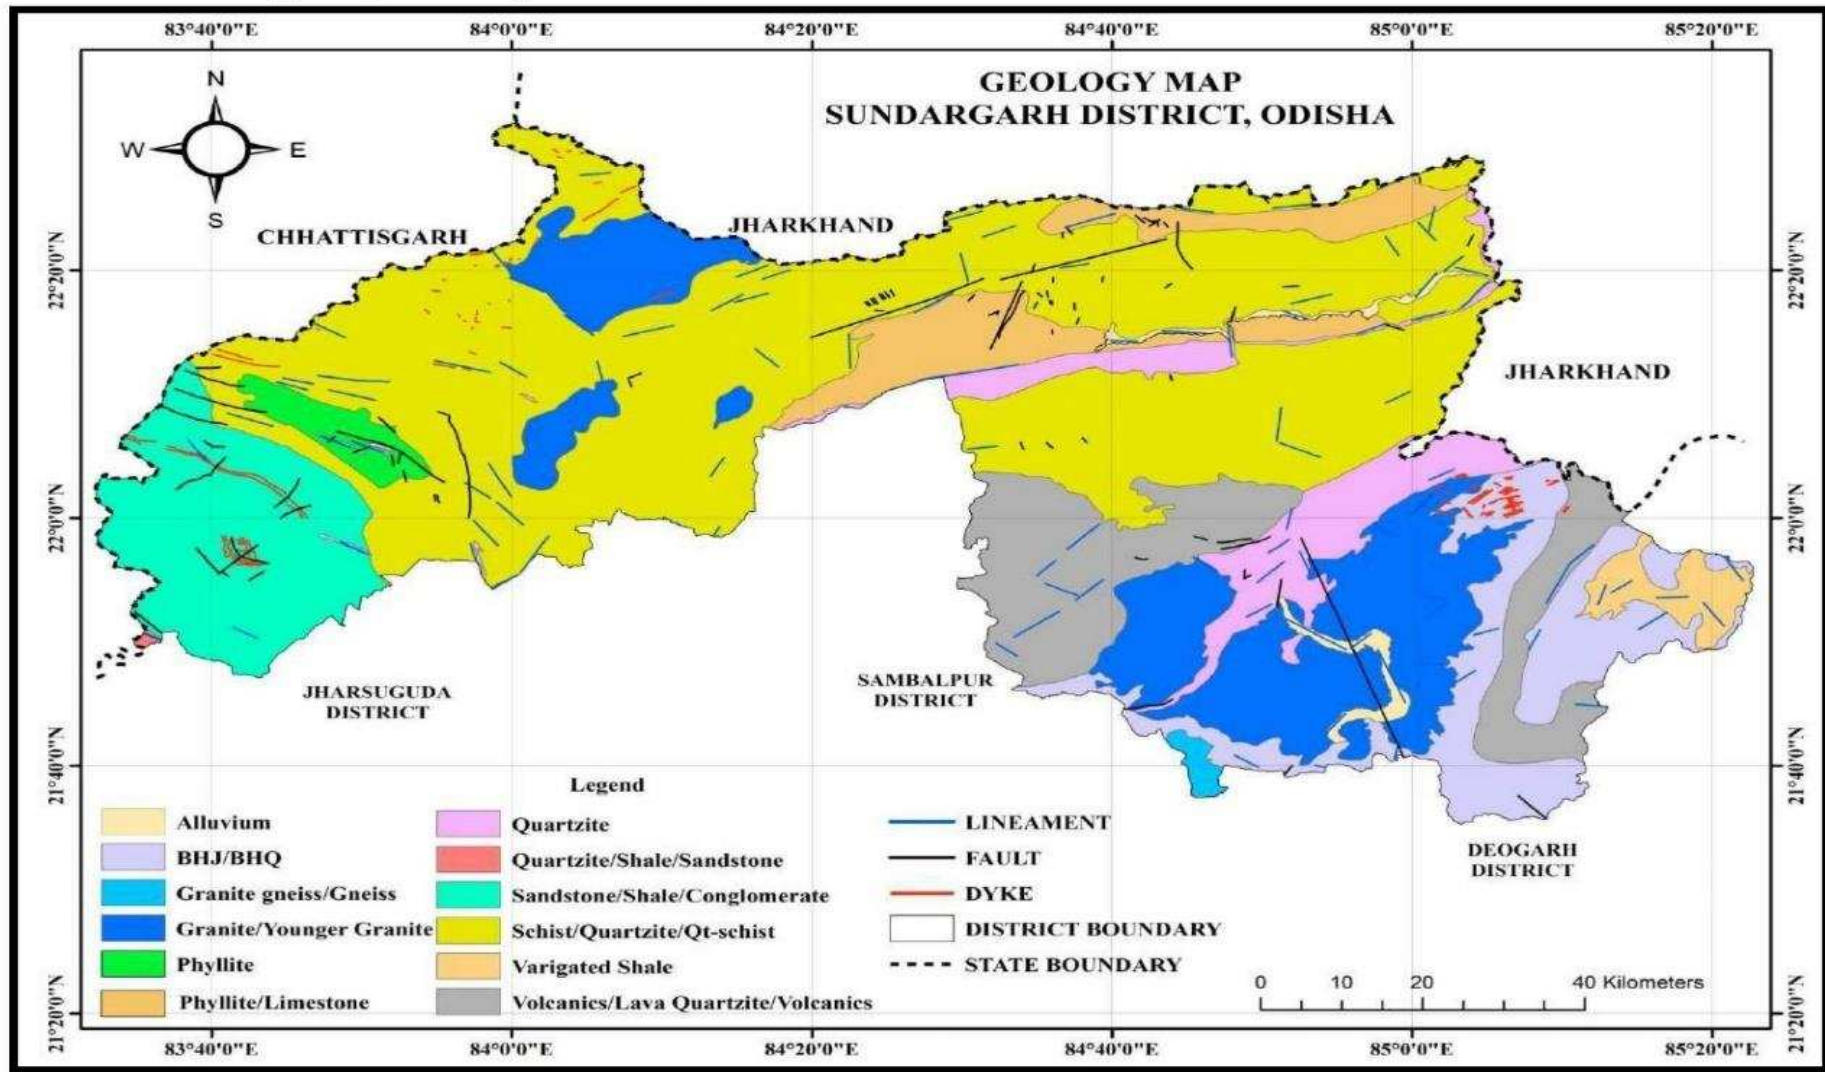 83°40'0"E 84°0'0"E 84°20'0"E 84°40'0"E 85°0'0"E 85°20'0"E
GEOLOGY MAP
SUNDARGARH DISTRICT, ODISHA
N
W E
S
CHHATTISGARH
JHARKHAND
22°20'0"N 22°20'0"N
JHARKHAND
22°0'0"N 22°0'0"N
JHARSUGUDA
DISTRICT
SAMBALPUR
DISTRICT
21°40'0"N 21°40'0"N
DEOGARH
DISTRICT
Legend
Alluvium
BHJ/BHQ
Granite gneiss/Gneiss
Granite/Younger Granite
Phyllite
Phyllite/Limestone
Quartzite
Quartzite/Shale/Sandstone
Sandstone/Shale/Conglomerate
Schist/Quartzite/Qt-schist
Varigated Shale
Volcanics/Lava Quartzite/Volcanics
LINEAMENT
FAULT
DYKE
DISTRICT BOUNDARY
STATE BOUNDARY
0 10 20 40 Kilometers
21°20'0"N 21°20'0"N
83°40'0"E 84°0'0"E 84°20'0"E 84°40'0"E 85°0'0"E 85°20'0"E